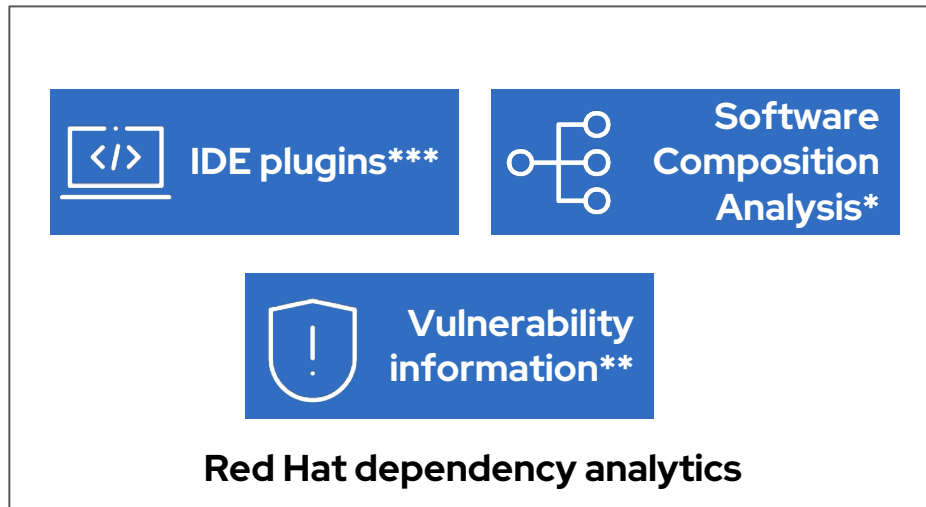 </>
IDE plugins***
Software
Composition
Analysis*
!
Vulnerability
information**
Red Hat dependency analytics